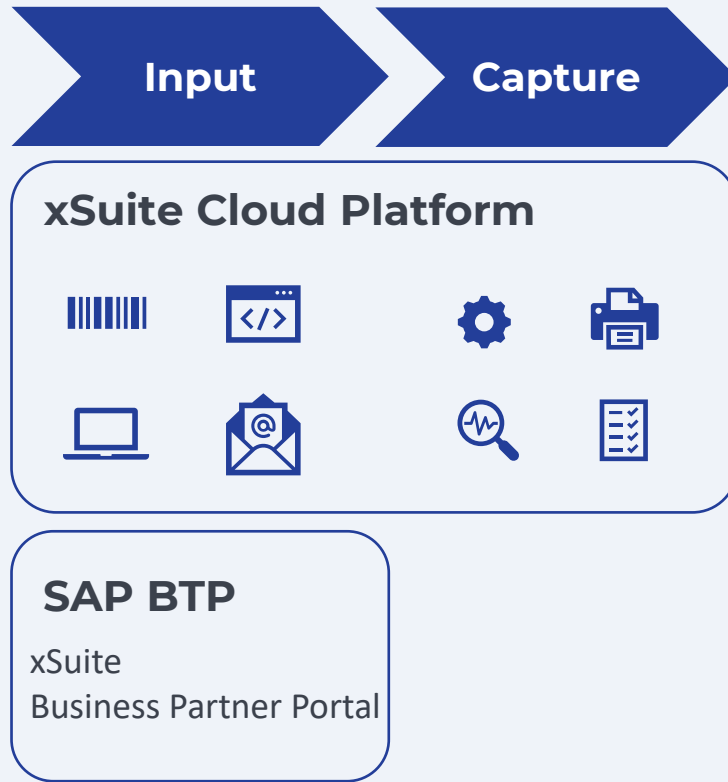 Input
Capture
xSuite Cloud Platform
</>
@
SAP BTP
xSuite
Business Partner Portal